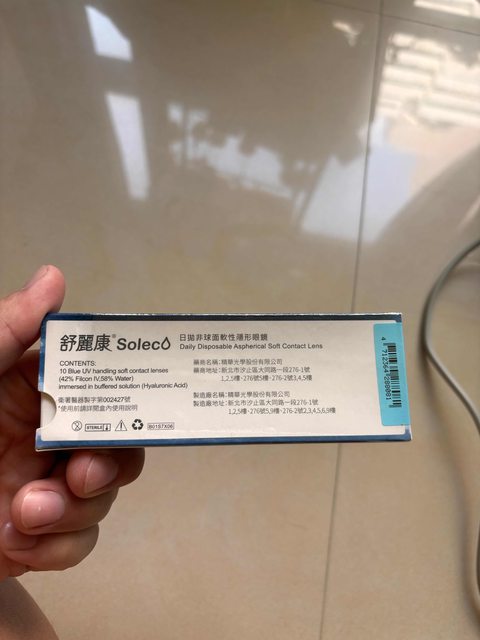 舒麗康® Soleco
日拋非球面軟性隱形眼鏡
Daily Disposable Aspherical Soft Contact Lens
CONTENTS:
10 Blue UV handling soft contact lenses
(42% Filcon IV,58% Water)
immersed in buffered solution (Hyaluronic Acid)
衛署醫器製字第002427號
*使用前請詳閱盒內使用說明
STERILE
B01S7X06
藥商名稱:精華光學股份有限公司
藥商地址:新北市汐止區大同路一段276-1號
1,2,5樓、276號5樓、276-2號3,4,5樓
製造廠名稱:精華光學股份有限公司
製造廠地址:新北市汐止區大同路一段276-1號
1,2,5樓、276號5,9樓、276-2號2,3,4,5,6,9樓
4 712364 280081